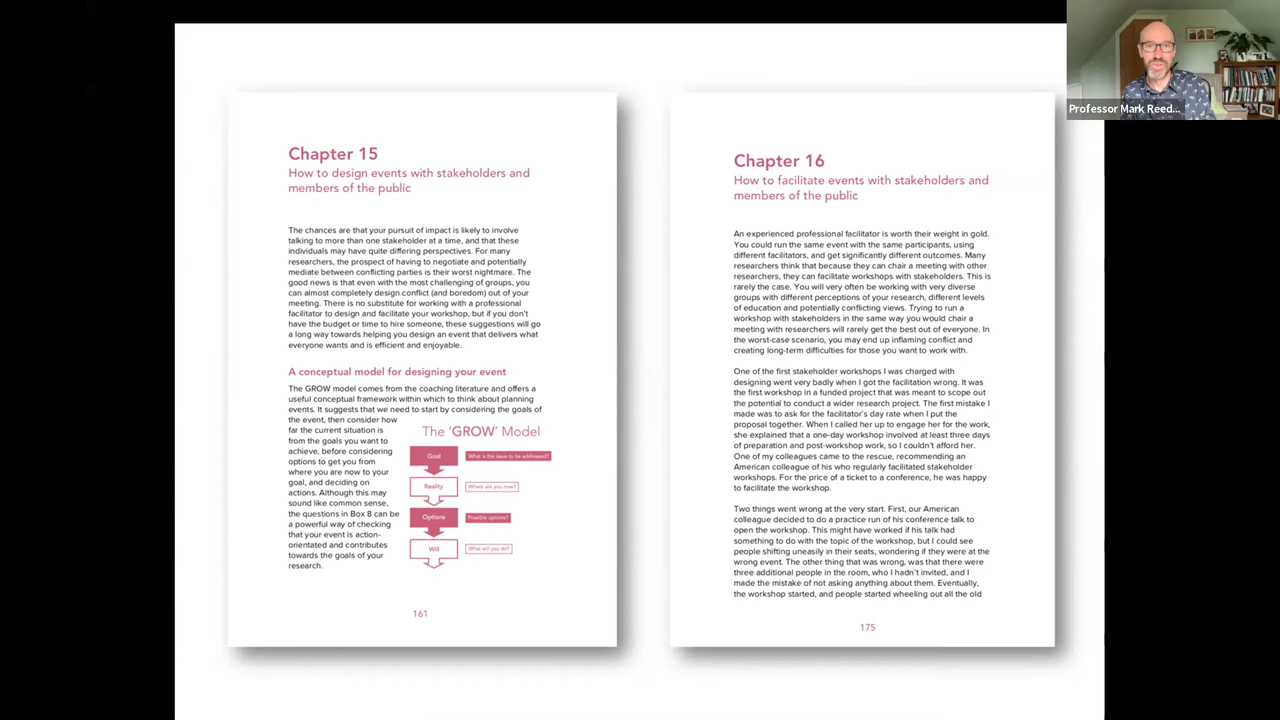 Professor Mark Reed...
Chapter 15
How to design events with stakeholders and
members of the public
The chances are that your pursuit of impact is likely to involve
talking to more than one stakeholder at a time, and that these
individuals may have quite differing perspectives. For many
researchers, the prospect of having to negotiate and potentially
mediate between conflicting parties is their worst nightmare. The
good news is that even with the most challenging of groups, you
can almost completely design conflict (and boredom) out of your
meeting. There is no substitute for working with a professional
facilitator to design and facilitate your workshop, but if you don't
have the budget or time to hire someone, these suggestions will go
a long way towards helping you design an event that delivers what
everyone wants and is efficient and enjoyable.
A conceptual model for designing your event
The GROW model comes from the coaching literature and offers a
useful conceptual framework within which to think about planning
events. It suggests that we need to start by considering the goals of
the event, then consider how
far the current situation is
from the goals you want to
achieve, before considering
options to get you from
where you are now to your
goal, and deciding on
actions. Although this may
sound like common sense,
the questions in Box 8 can be
a powerful way of checking
that your event is action-
orientated and contributes
towards the goals of your
research.
The 'GROW' Model
Goal
What is the issue to be addressed?
Reality
Where are you now?
Options
Possible options?
Will
What will you do?
161
Chapter 16
How to facilitate events with stakeholders and
members of the public
An experienced professional facilitator is worth their weight in gold.
You could run the same event with the same participants, using
different facilitators, and get significantly different outcomes. Many
researchers think that because they can chair a meeting with other
researchers, they can facilitate workshops with stakeholders. This is
rarely the case. You will very often be working with very diverse
groups with different perceptions of your research, different levels
of education and potentially conflicting views. Trying to run a
workshop with stakeholders in the same way you would chair a
meeting with researchers will rarely get the best out of everyone. In
the worst-case scenario, you may end up inflaming conflict and
creating long-term difficulties for those you want to work with.
One of the first stakeholder workshops I was charged with
designing went very badly when I got the facilitation wrong. It was
the first workshop in a funded project that was meant to scope out
the potential to conduct a wider research project. The first mistake I
made was to ask for the facilitator's day rate when I put the
proposal together. When I called her up to engage her for the work,
she explained that a one-day workshop involved at least three days
of preparation and post-workshop work, so I couldn't afford her.
One of my colleagues came to the rescue, recommending an
American colleague of his who regularly facilitated stakeholder
workshops. For the price of a ticket to a conference, he was happy
to facilitate the workshop.
Two things went wrong at the very start. First, our American
colleague decided to do a practice run of his conference talk to
open the workshop. This might have worked if his talk had
something to do with the topic of the workshop, but I could see
people shifting uneasily in their seats, wondering if they were at the
wrong event. The other thing that was wrong, was that there were
three additional people in the room, who I hadn't invited, and I
made the mistake of not asking anything about them. Eventually,
the workshop started, and people started wheeling out all the old
175